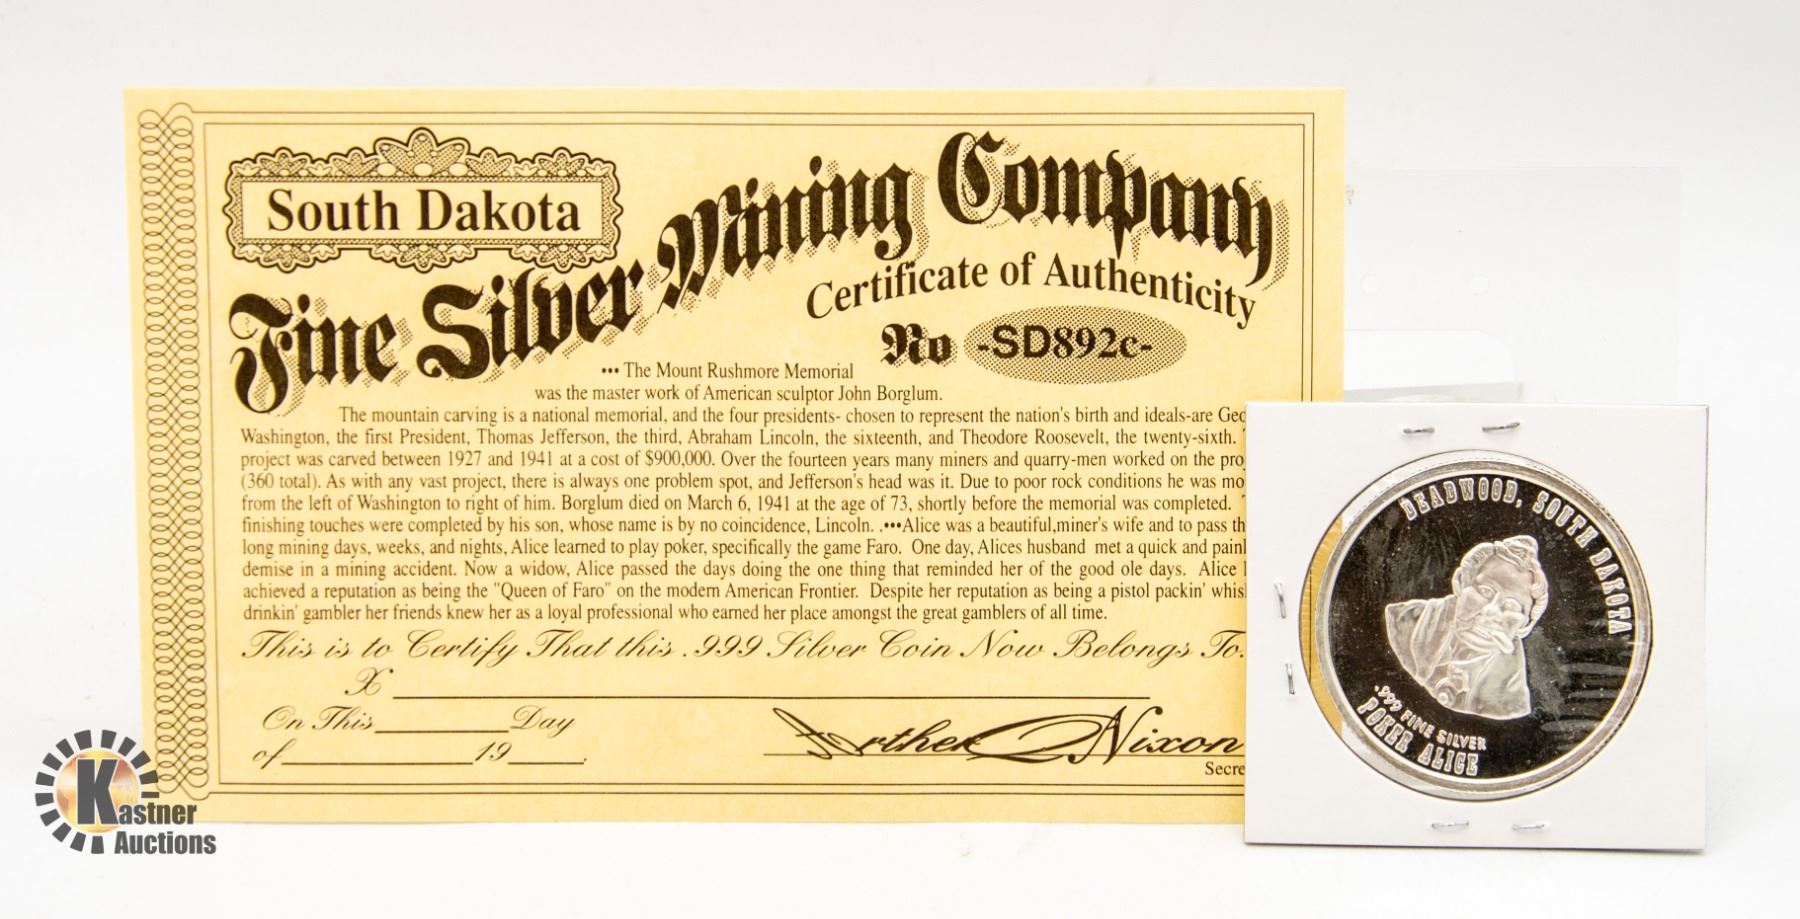 South Dakota
Fine Silver Mining Company
Certificate of Authenticity
No -SD892c-
••• The Mount Rushmore Memorial
was the master work of American sculptor John Borglum.
The mountain carving is a national memorial, and the four presidents- chosen to represent the nation's birth and ideals-are Geo
Washington, the first President, Thomas Jefferson, the third, Abraham Lincoln, the sixteenth, and Theodore Roosevelt, the twenty-sixth.
project was carved between 1927 and 1941 at a cost of $900,000. Over the fourteen years many miners and quarry-men worked on the pro
(360 total). As with any vast project, there is always one problem spot, and Jefferson's head was it. Due to poor rock conditions he was mo
from the left of Washington to right of him. Borglum died on March 6, 1941 at the age of 73, shortly before the memorial was completed.
finishing touches were completed by his son, whose name is by no coincidence, Lincoln. .•••Alice was a beautiful,miner's wife and to pass th
long mining days, weeks, and nights, Alice learned to play poker, specifically the game Faro. One day, Alices husband met a quick and pain
demise in a mining accident. Now a widow, Alice passed the days doing the one thing that reminded her of the good ole days. Alice
achieved a reputation as being the "Queen of Faro" on the modern American Frontier. Despite her reputation as being a pistol packin' whis
drinkin' gambler her friends knew her as a loyal professional who earned her place amongst the great gamblers of all time.
This is to Certify That this .999 Silver Coin Now Belongs To.
X
On This Day
of 19 .
Nixon
Secre
DEADWOOD, SOUTH DAKOTA
.999 FINE SILVER
POKER ALICE
Kastner
Auctions